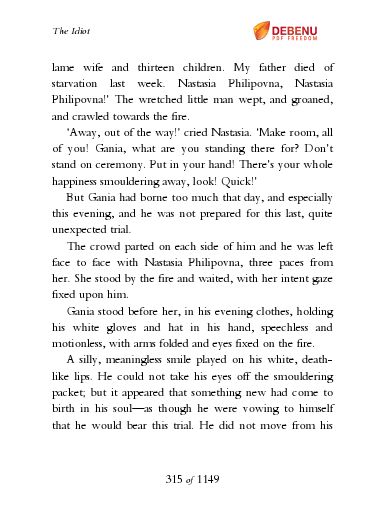 The Idiot
DEBENU
PDF FREEDOM
lame wife and thirteen children. My father died of
starvation last week. Nastasia Philipovna, Nastasia
Philipovna!' The wretched little man wept, and groaned,
and crawled towards the fire.
'Away, out of the way!' cried Nastasia. 'Make room, all
of you! Gania, what are you standing there for? Don't
stand on ceremony. Put in your hand! There's your whole
happiness smouldering away, look! Quick!'
But Gania had borne too much that day, and especially
this evening, and he was not prepared for this last, quite
unexpected trial.
The crowd parted on each side of him and he was left
face to face with Nastasia Philipovna, three paces from
her. She stood by the fire and waited, with her intent gaze
fixed upon him.
Gania stood before her, in his evening clothes, holding
his white gloves and hat in his hand, speechless and
motionless, with arms folded and eyes fixed on the fire.
A silly, meaningless smile played on his white, death-
like lips. He could not take his eyes off the smouldering
packet; but it appeared that something new had come to
birth in his soul—as though he were vowing to himself
that he would bear this trial. He did not move from his
315 of 1149